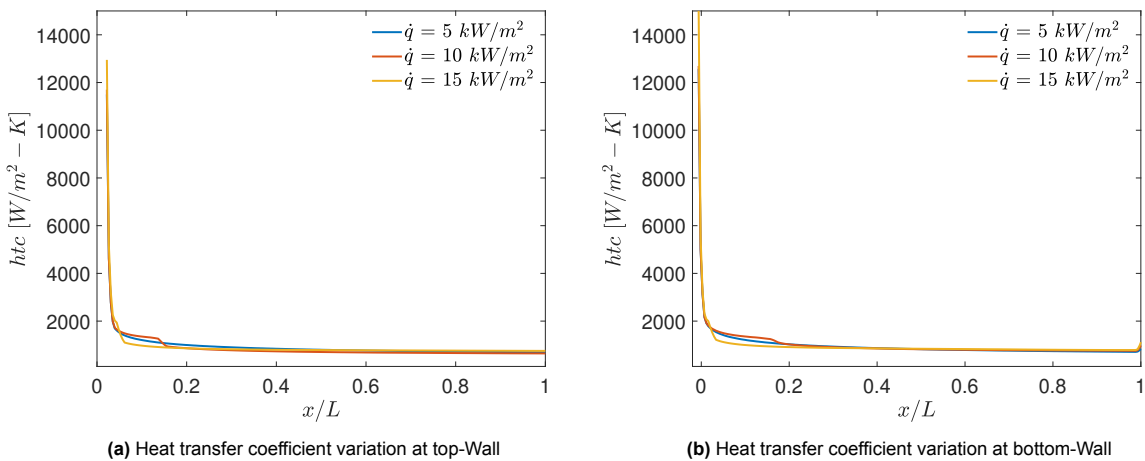 14000
12000
10000
8000
6000
4000
2000
htc [W/m² − K]
q̇ = 5 kW/m²
q̇ = 10 kW/m²
q̇ = 15 kW/m²
0 0.2 0.4 0.6 0.8 1
x/L
(a) Heat transfer coefficient variation at top-Wall
14000
12000
10000
8000
6000
4000
2000
htc [W/m² − K]
q̇ = 5 kW/m²
q̇ = 10 kW/m²
q̇ = 15 kW/m²
0 0.2 0.4 0.6 0.8 1
x/L
(b) Heat transfer coefficient variation at bottom-Wall